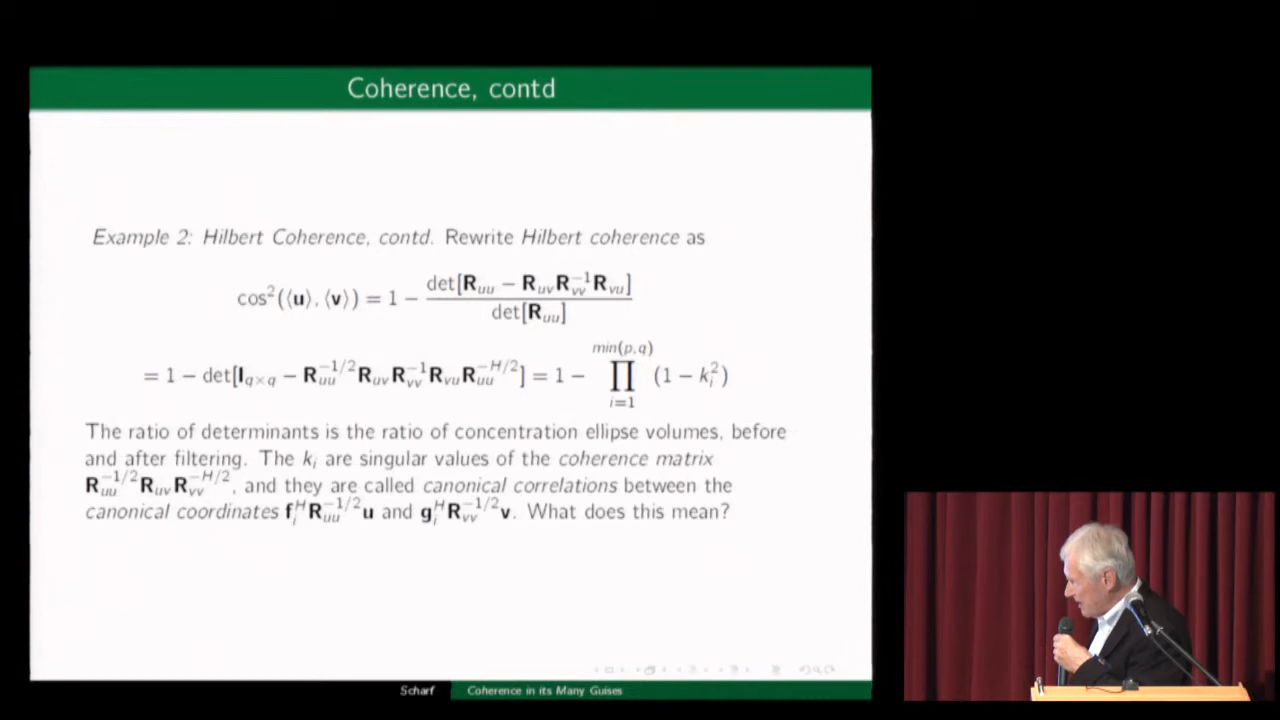 Coherence, contd
Example 2: Hilbert Coherence, contd. Rewrite Hilbert coherence as
cos²(⟨u⟩, ⟨v⟩) = 1 − det[R_uu − R_uv R_vv^{−1} R_vu] / det[R_uu]
= 1 − det[I_{q×q} − R_uu^{−1/2} R_uv R_vv^{−1} R_vu R_uu^{−H/2}] = 1 − ∏_{i=1}^{min(p,q)} (1 − k_i²)
The ratio of determinants is the ratio of concentration ellipse volumes, before
and after filtering. The k_i are singular values of the coherence matrix
R_uu^{−1/2} R_uv R_vv^{−H/2}, and they are called canonical correlations between the
canonical coordinates f_i^H R_uu^{−1/2} u and g_i^H R_vv^{−1/2} v. What does this mean?
Scharf Coherence in its Many Guises